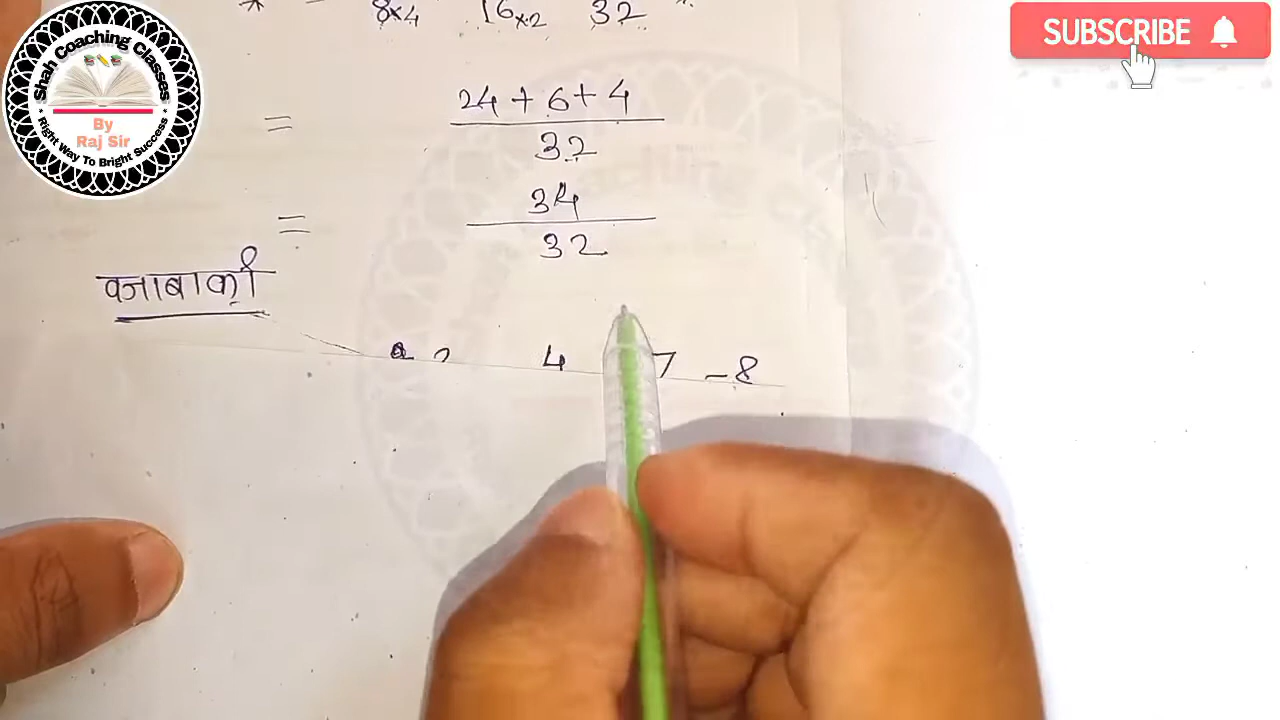 Shah Coaching Classes
By
Raj Sir
* Right Way To Bright Success *
SUBSCRIBE
* 8×4 16×2 32 *
= 24 + 6 + 4
32
= 34
32
वजाबाकी
4 7 - 8